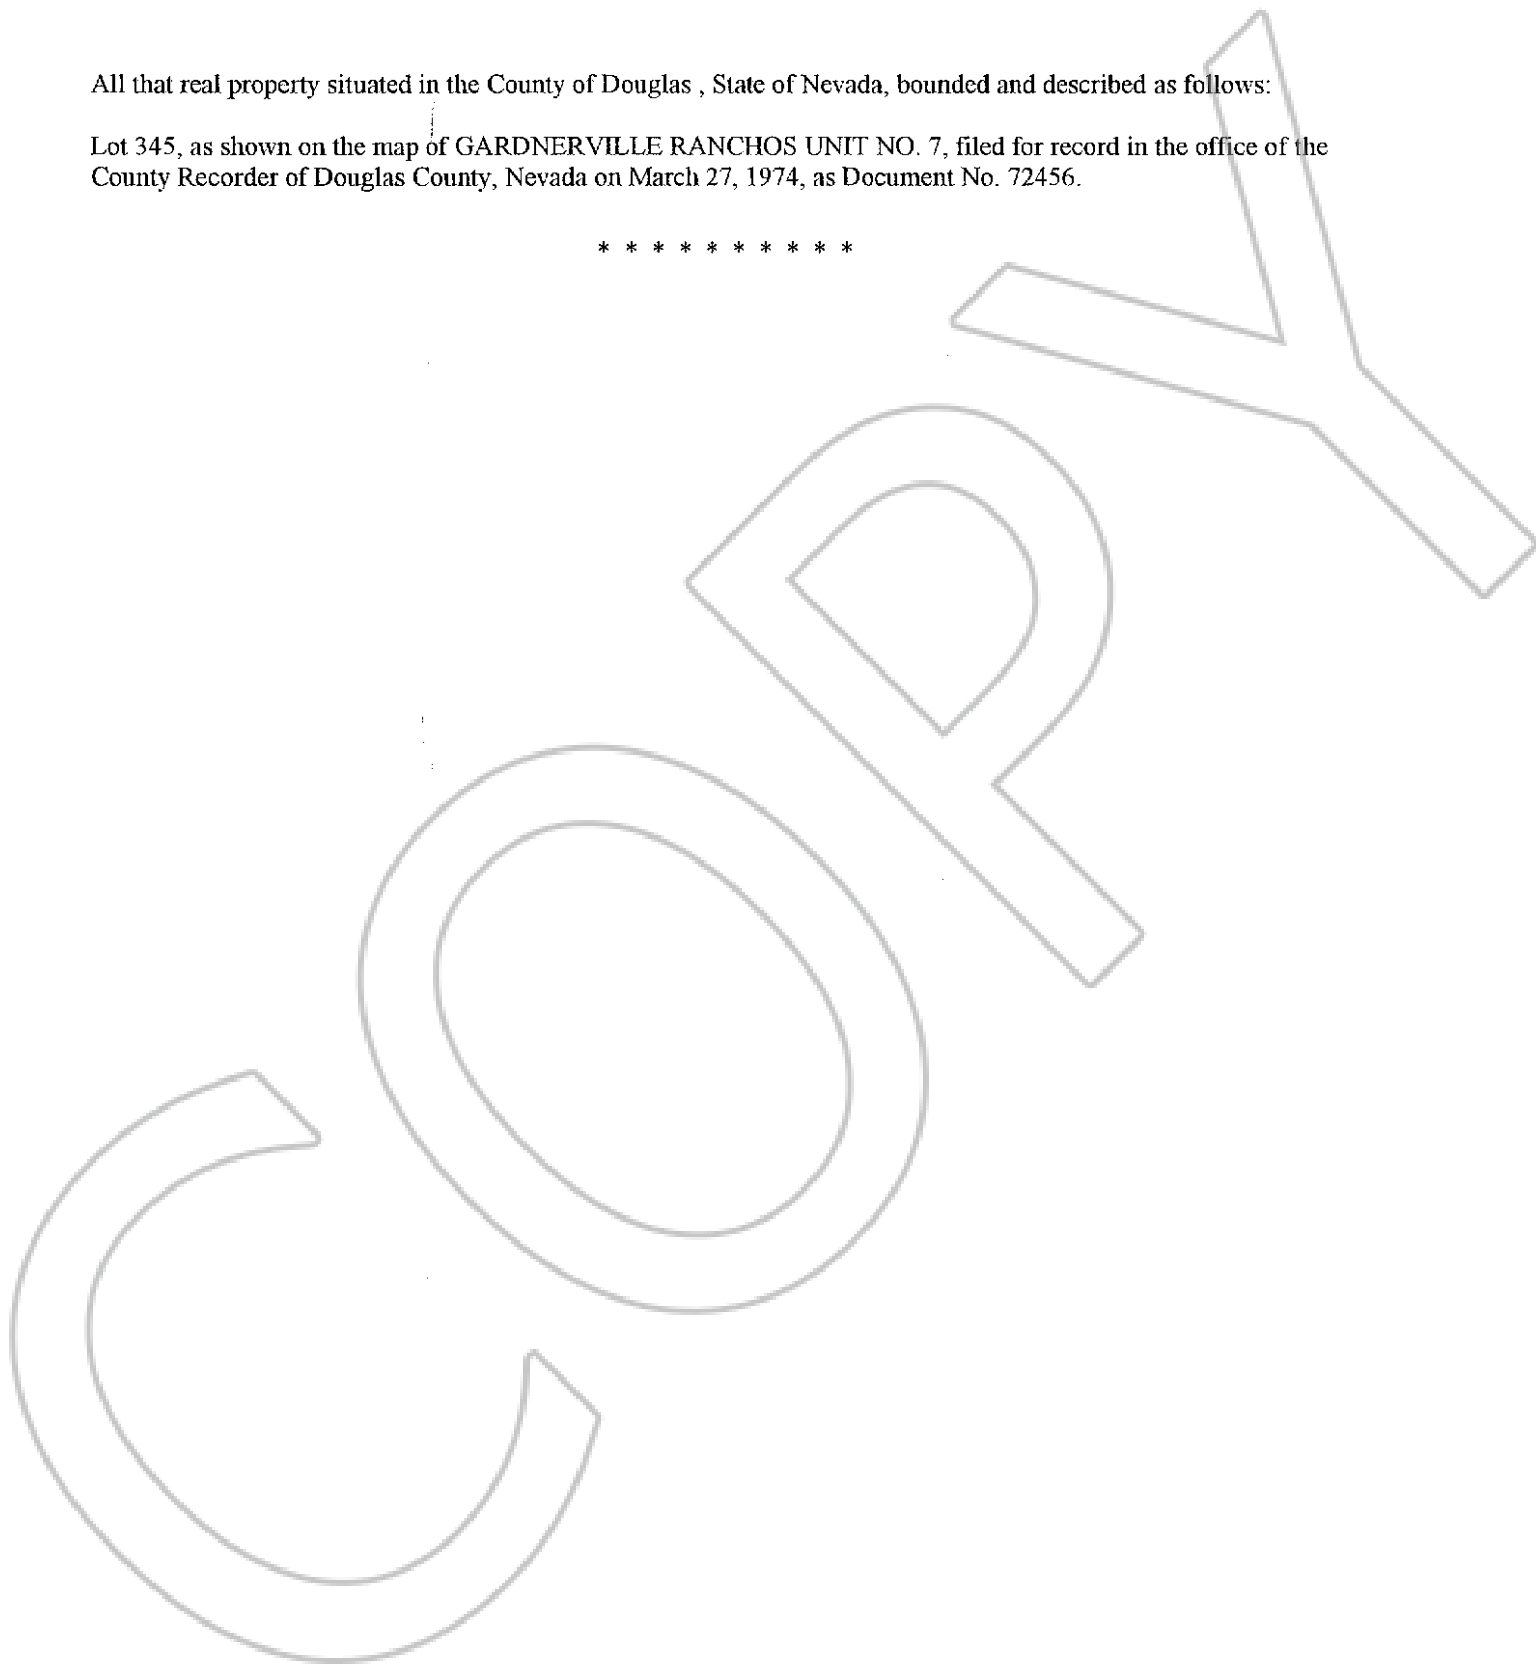 All that real property situated in the County of Douglas , State of Nevada, bounded and described as follows:
Lot 345, as shown on the map of GARDNERVILLE RANCHOS UNIT NO. 7, filed for record in the office of the
County Recorder of Douglas County, Nevada on March 27, 1974, as Document No. 72456.
* * * * * * * * * *
COPY